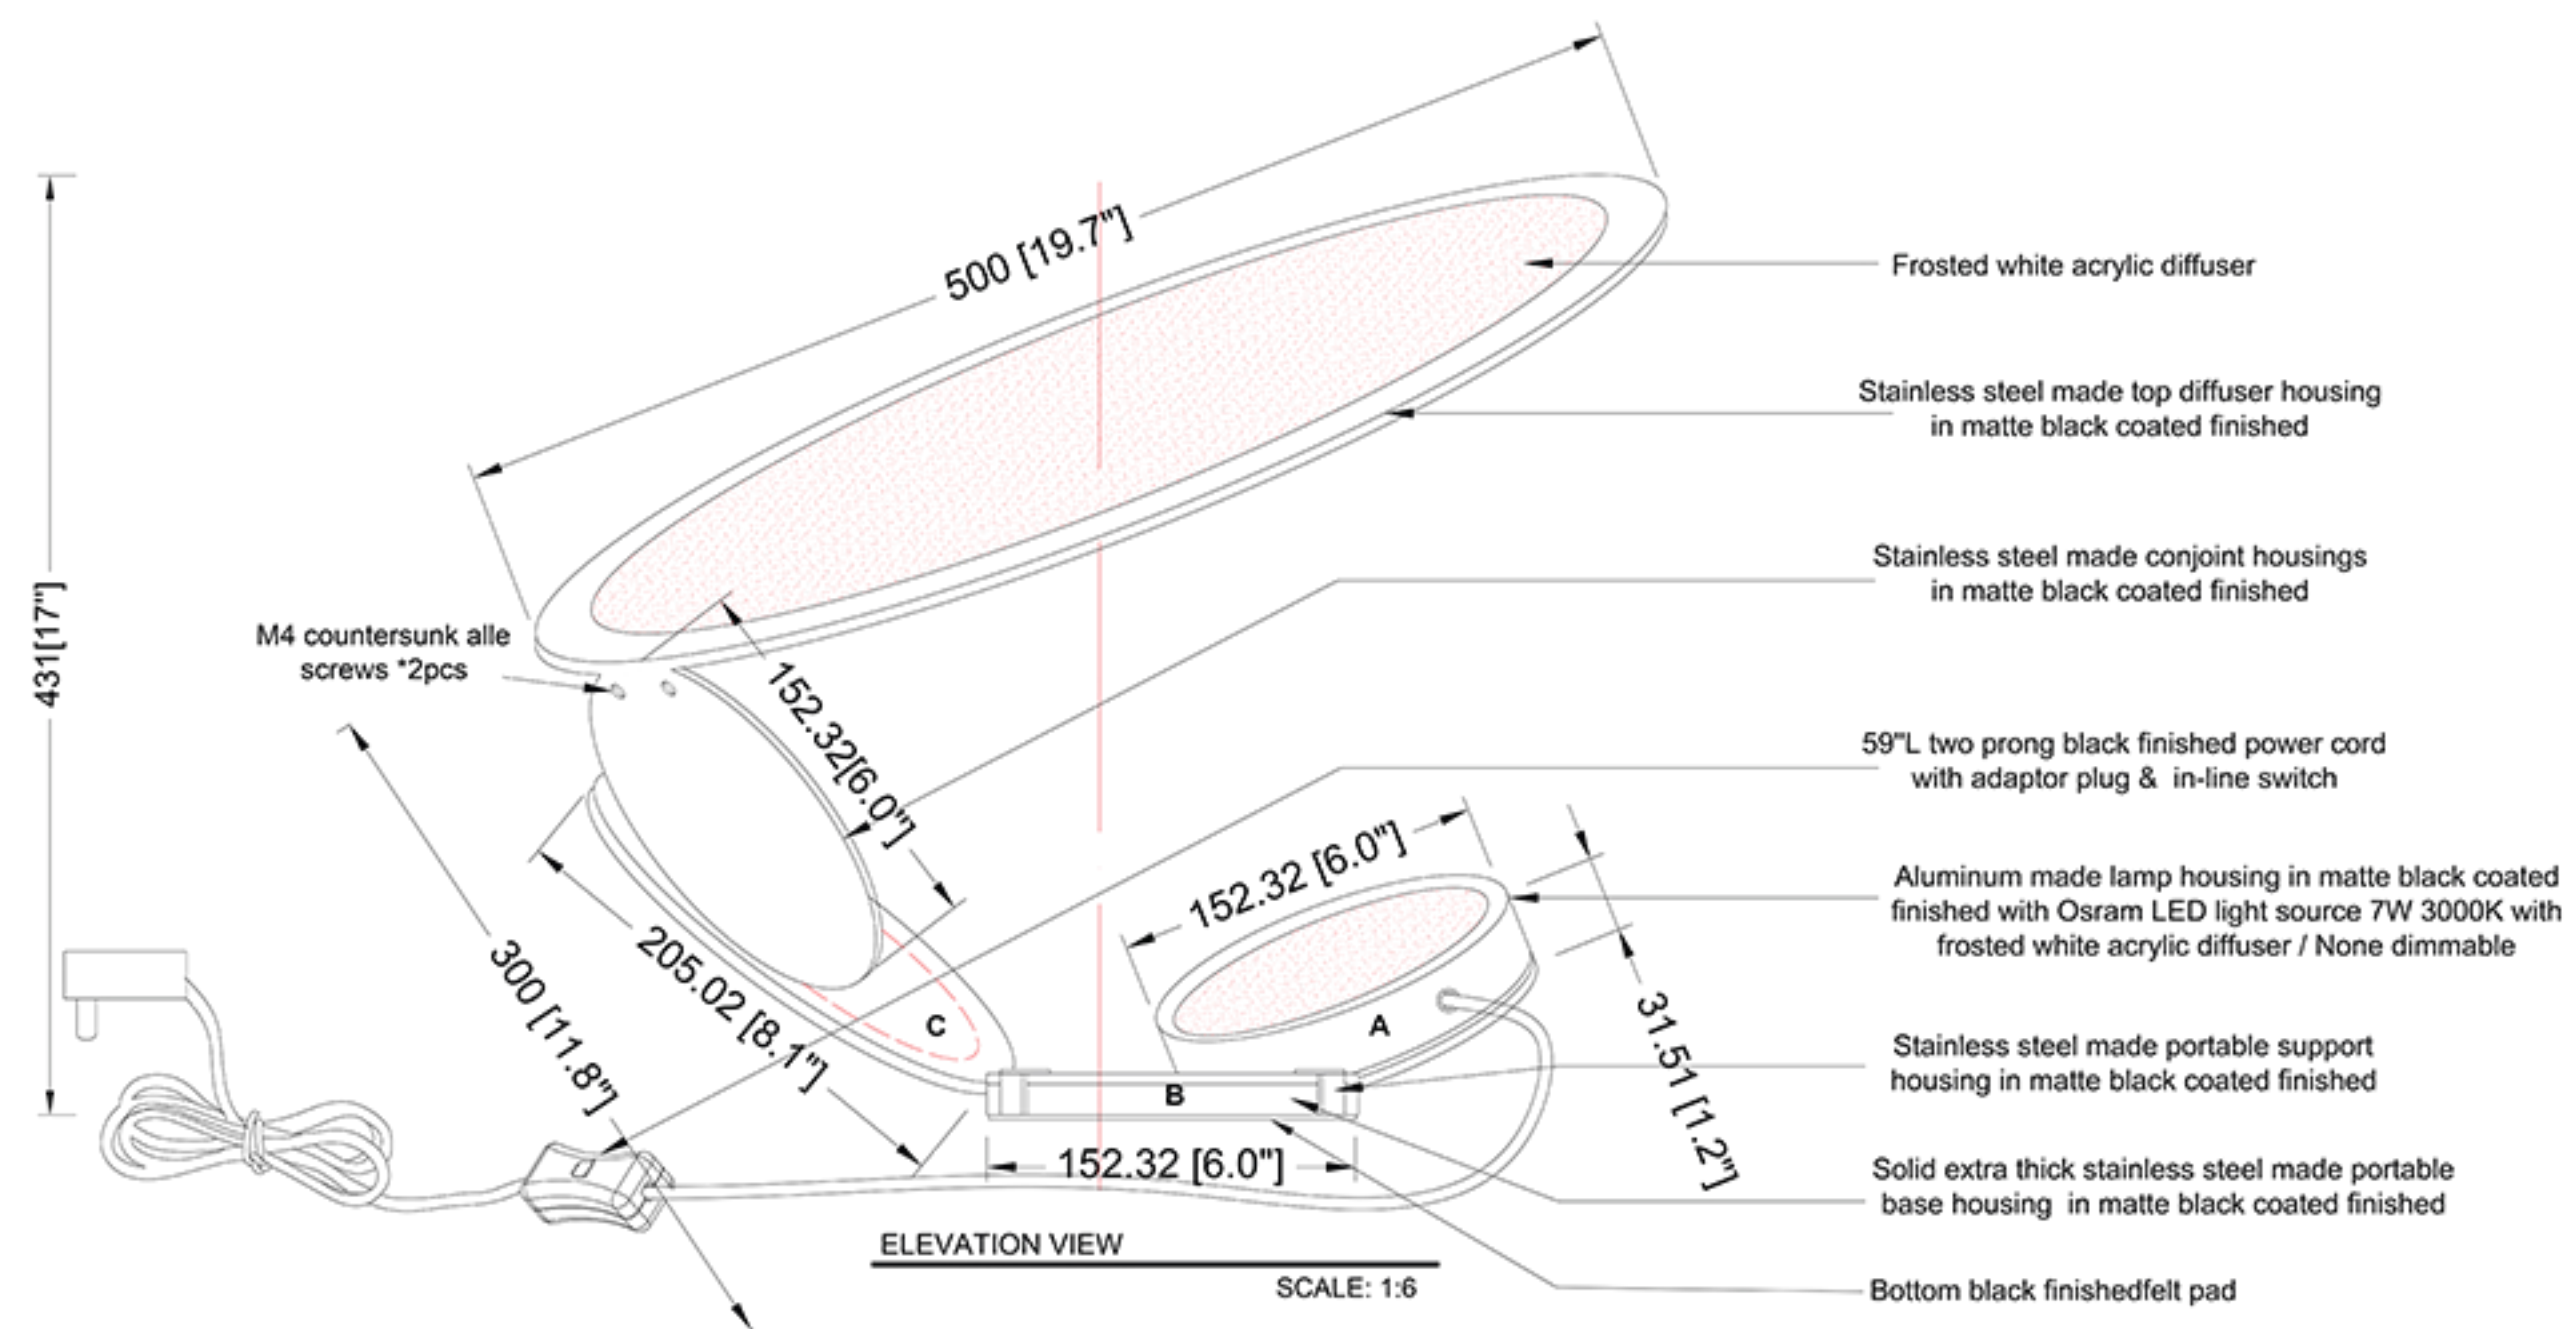 500 [19.7"]
Frosted white acrylic diffuser
Stainless steel made top diffuser housing
in matte black coated finished
Stainless steel made conjoint housings
in matte black coated finished
431[17"]
M4 countersunk alle
screws *2pcs
152.32[6.0"]
59"L two prong black finished power cord
with adaptor plug & in-line switch
152.32 [6.0"]
Aluminum made lamp housing in matte black coated
finished with Osram LED light source 7W 3000K with
frosted white acrylic diffuser / None dimmable
205.02 [8.1"]
300 [11.8"]
C
A
31.51 [1.2"]
B
Stainless steel made portable support
housing in matte black coated finished
152.32 [6.0"]
Solid extra thick stainless steel made portable
base housing in matte black coated finished
ELEVATION VIEW
SCALE: 1:6
Bottom black finishedfelt pad